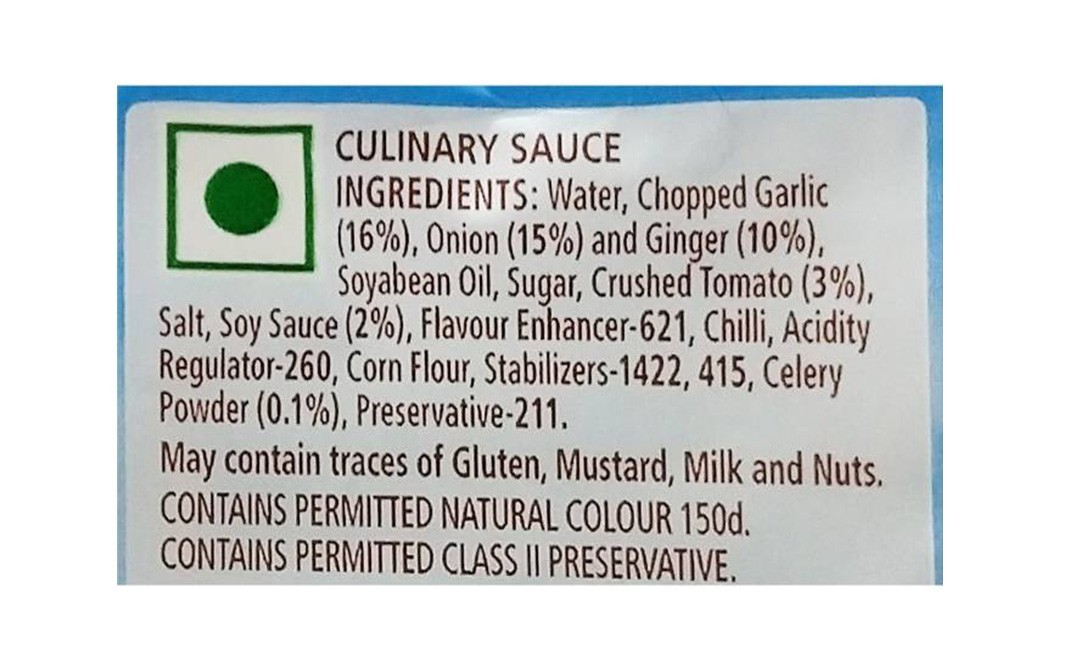 CULINARY SAUCE
INGREDIENTS: Water, Chopped Garlic
(16%), Onion (15%) and Ginger (10%),
Soyabean Oil, Sugar, Crushed Tomato (3%),
Salt, Soy Sauce (2%), Flavour Enhancer-621, Chilli, Acidity
Regulator-260, Corn Flour, Stabilizers-1422, 415, Celery
Powder (0.1%), Preservative-211.
May contain traces of Gluten, Mustard, Milk and Nuts.
CONTAINS PERMITTED NATURAL COLOUR 150d.
CONTAINS PERMITTED CLASS II PRESERVATIVE.